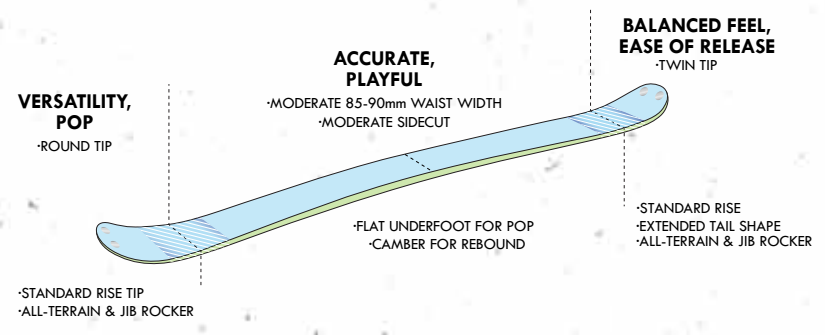 VERSATILITY,
POP
·ROUND TIP
ACCURATE,
PLAYFUL
·MODERATE 85-90mm WAIST WIDTH
·MODERATE SIDECUT
BALANCED FEEL,
EASE OF RELEASE
·TWIN TIP
·STANDARD RISE TIP
·ALL-TERRAIN & JIB ROCKER
·FLAT UNDERFOOT FOR POP
·CAMBER FOR REBOUND
·STANDARD RISE
·EXTENDED TAIL SHAPE
·ALL-TERRAIN & JIB ROCKER